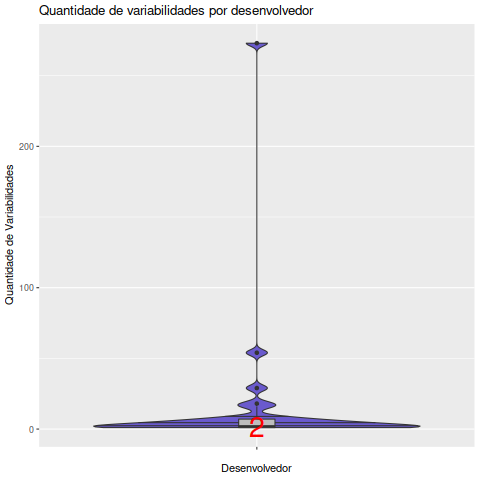 Quantidade de variabilidades por desenvolvedor
Quantidade de Variabilidades
200
100
0
2
Desenvolvedor